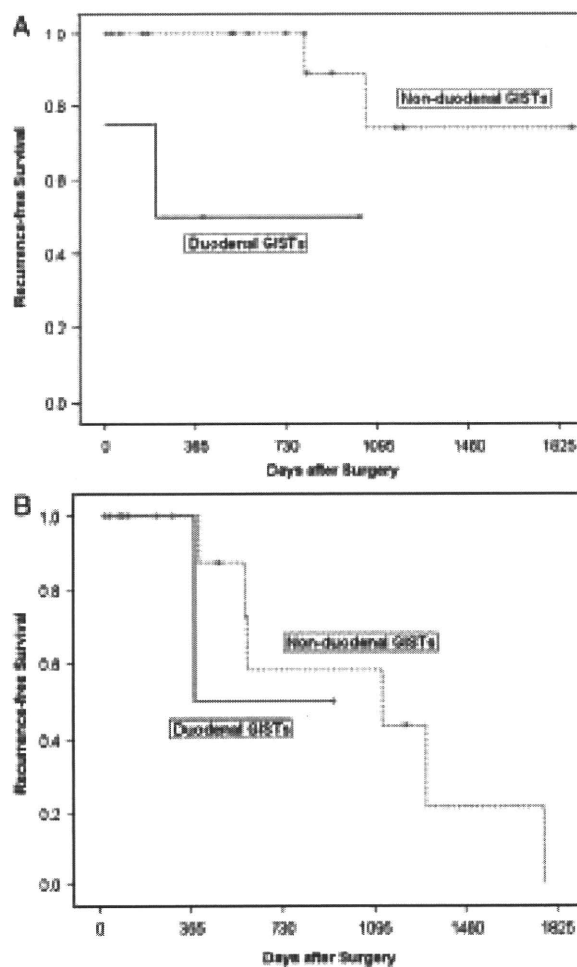 A
1.0
0.8
0.6
0.4
0.2
0.0
Recurrence-free Survival
Non-duodenal GISTs
Duodenal GISTs
0 365 730 1095 1460 1825
Days after Surgery
B
1.0
0.8
0.6
0.4
0.2
0.0
Recurrence-free Survival
Non-duodenal GISTs
Duodenal GISTs
0 365 730 1095 1460 1825
Days after Surgery